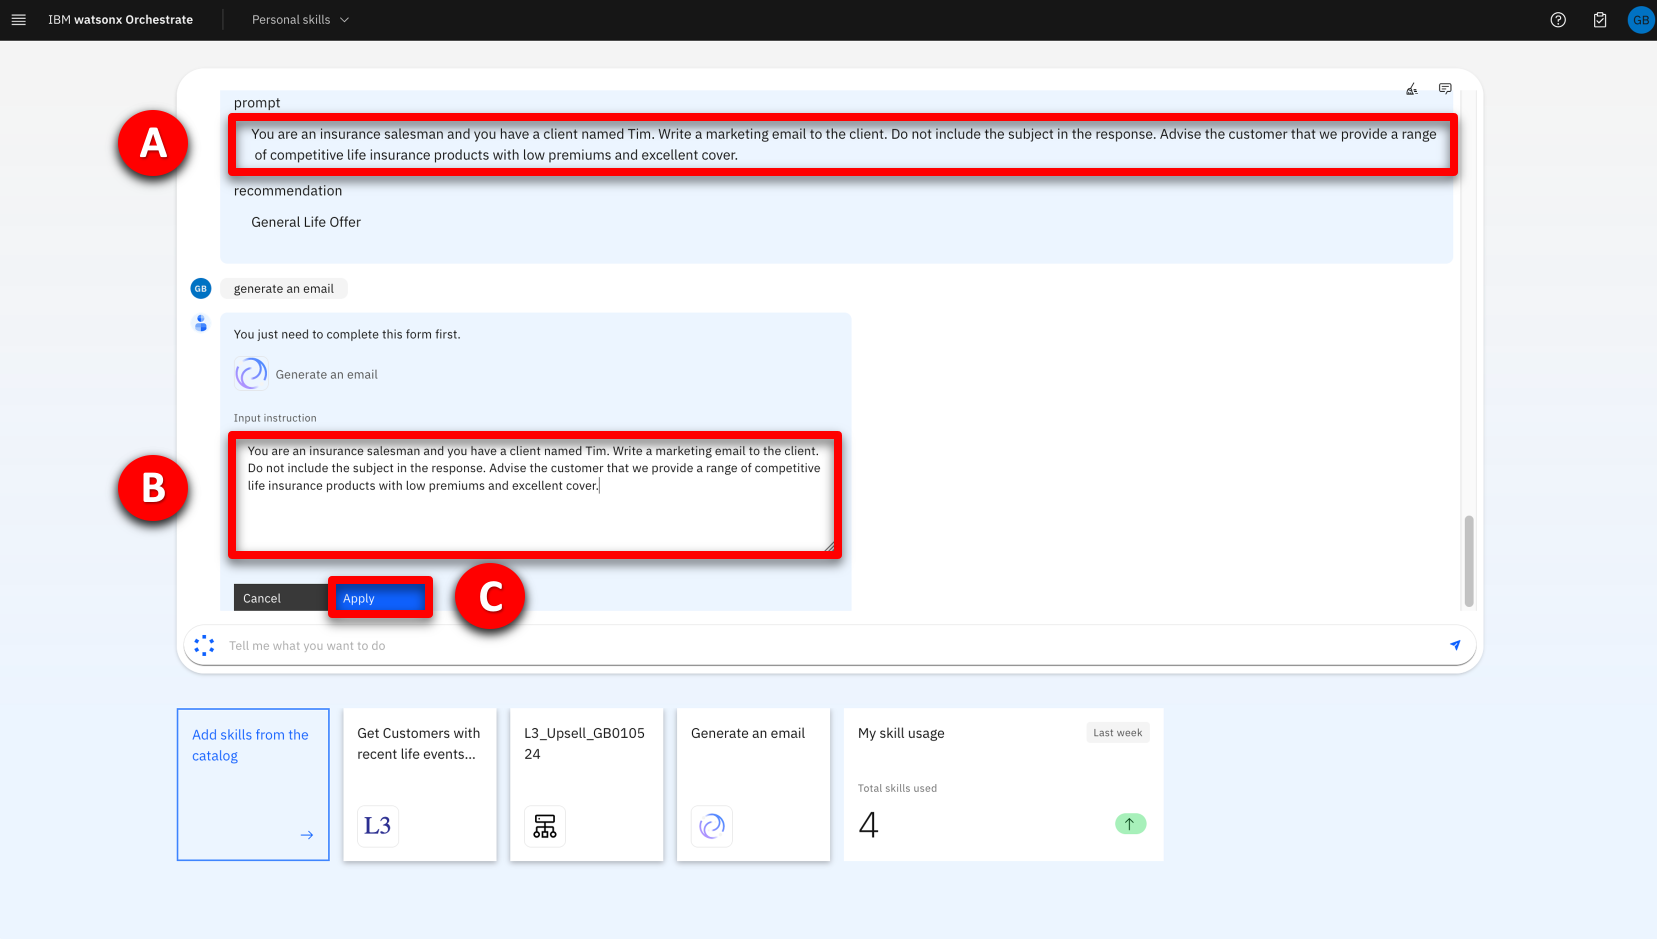 IBM watsonx Orchestrate
Personal skills
GB
prompt
A
You are an insurance salesman and you have a client named Tim. Write a marketing email to the client. Do not include the subject in the response. Advise the customer that we provide a range
of competitive life insurance products with low premiums and excellent cover.
recommendation
General Life Offer
GB
generate an email
You just need to complete this form first.
Generate an email
Input instruction
B
You are an insurance salesman and you have a client named Tim. Write a marketing email to the client.
Do not include the subject in the response. Advise the customer that we provide a range of competitive
life insurance products with low premiums and excellent cover.
Cancel
Apply
C
Tell me what you want to do
Add skills from the
catalog
Get Customers with
recent life events...
L3
L3_Upsell_GB0105
24
Generate an email
My skill usage
Last week
Total skills used
4